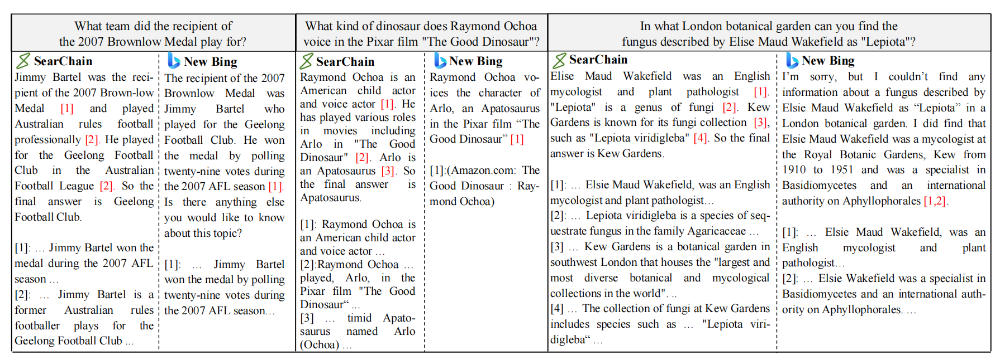 What team did the recipient of
the 2007 Brownlow Medal play for?
SearChain
Jimmy Bartel was the reci-
pient of the 2007 Brown-low
Medal [1] and played
Australian rules football
professionally [2]. He played
for the Geelong Football
Club in the Australian
Football League [2]. So the
final answer is Geelong
Football Club.
[1]: … Jimmy Bartel won the
medal during the 2007 AFL
season …
[2]: … Jimmy Bartel is a
former Australian rules
footballer plays for the
Geelong Football Club ...
New Bing
The recipient of the 2007
Brownlow Medal was
Jimmy Bartel who
played for the Geelong
Football Club. He won
the medal by polling
twenty-nine votes during
the 2007 AFL season [1].
Is there anything else
you would like to know
about this topic?
[1]: … Jimmy Bartel
won the medal by polling
twenty-nine votes during
the 2007 AFL season…
What kind of dinosaur does Raymond Ochoa
voice in the Pixar film "The Good Dinosaur"?
SearChain
Raymond Ochoa is an
American child actor
and voice actor [1]. He
has played various roles
in movies including
Arlo in "The Good
Dinosaur" [2]. Arlo is
an Apatosaurus [3]. So
the final answer is
Apatosaurus.
[1]: Raymond Ochoa is
an American child actor
and voice actor …
[2]:Raymond Ochoa …
played, Arlo, in the
Pixar film "The Good
Dinosaur“ ...
[3] … timid Apato-
saurus named Arlo
(Ochoa) …
New Bing
Raymond Ochoa vo-
ices the character of
Arlo, an Apatosaurus
in the Pixar film “The
Good Dinosaur” [1]
[1]:(Amazon.com: The
Good Dinosaur : Ray-
mond Ochoa)
In what London botanical garden can you find the
fungus described by Elise Maud Wakefield as "Lepiota"?
SearChain
Elise Maud Wakefield was an English
mycologist and plant pathologist [1].
"Lepiota" is a genus of fungi [2]. Kew
Gardens is known for its fungi collection [3],
such as "Lepiota viridigleba" [4]. So the final
answer is Kew Gardens.
[1]: … Elsie Maud Wakefield, was an English
mycologist and plant pathologist…
[2]: … Lepiota viridigleba is a species of seq-
uestrate fungus in the family Agaricaceae …
[3] … Kew Gardens is a botanical garden in
southwest London that houses the "largest and
most diverse botanical and mycological
collections in the world". ..
[4] … The collection of fungi at Kew Gardens
includes species such as … "Lepiota viri-
digleba“ …
New Bing
I’m sorry, but I couldn’t find any
information about a fungus described by
Elsie Maud Wakefield as “Lepiota” in a
London botanical garden. I did find that
Elsie Maud Wakefield was a mycologist at
the Royal Botanic Gardens, Kew from
1910 to 1951 and was a specialist in
Basidiomycetes and an international
authority on Aphyllophorales [1,2].
[1]: … Elsie Maud Wakefield, was an
English mycologist and plant
pathologist…
[2]: … Elsie Wakefield was a specialist in
Basidiomycetes and an international auth-
ority on Aphyllophorales. …